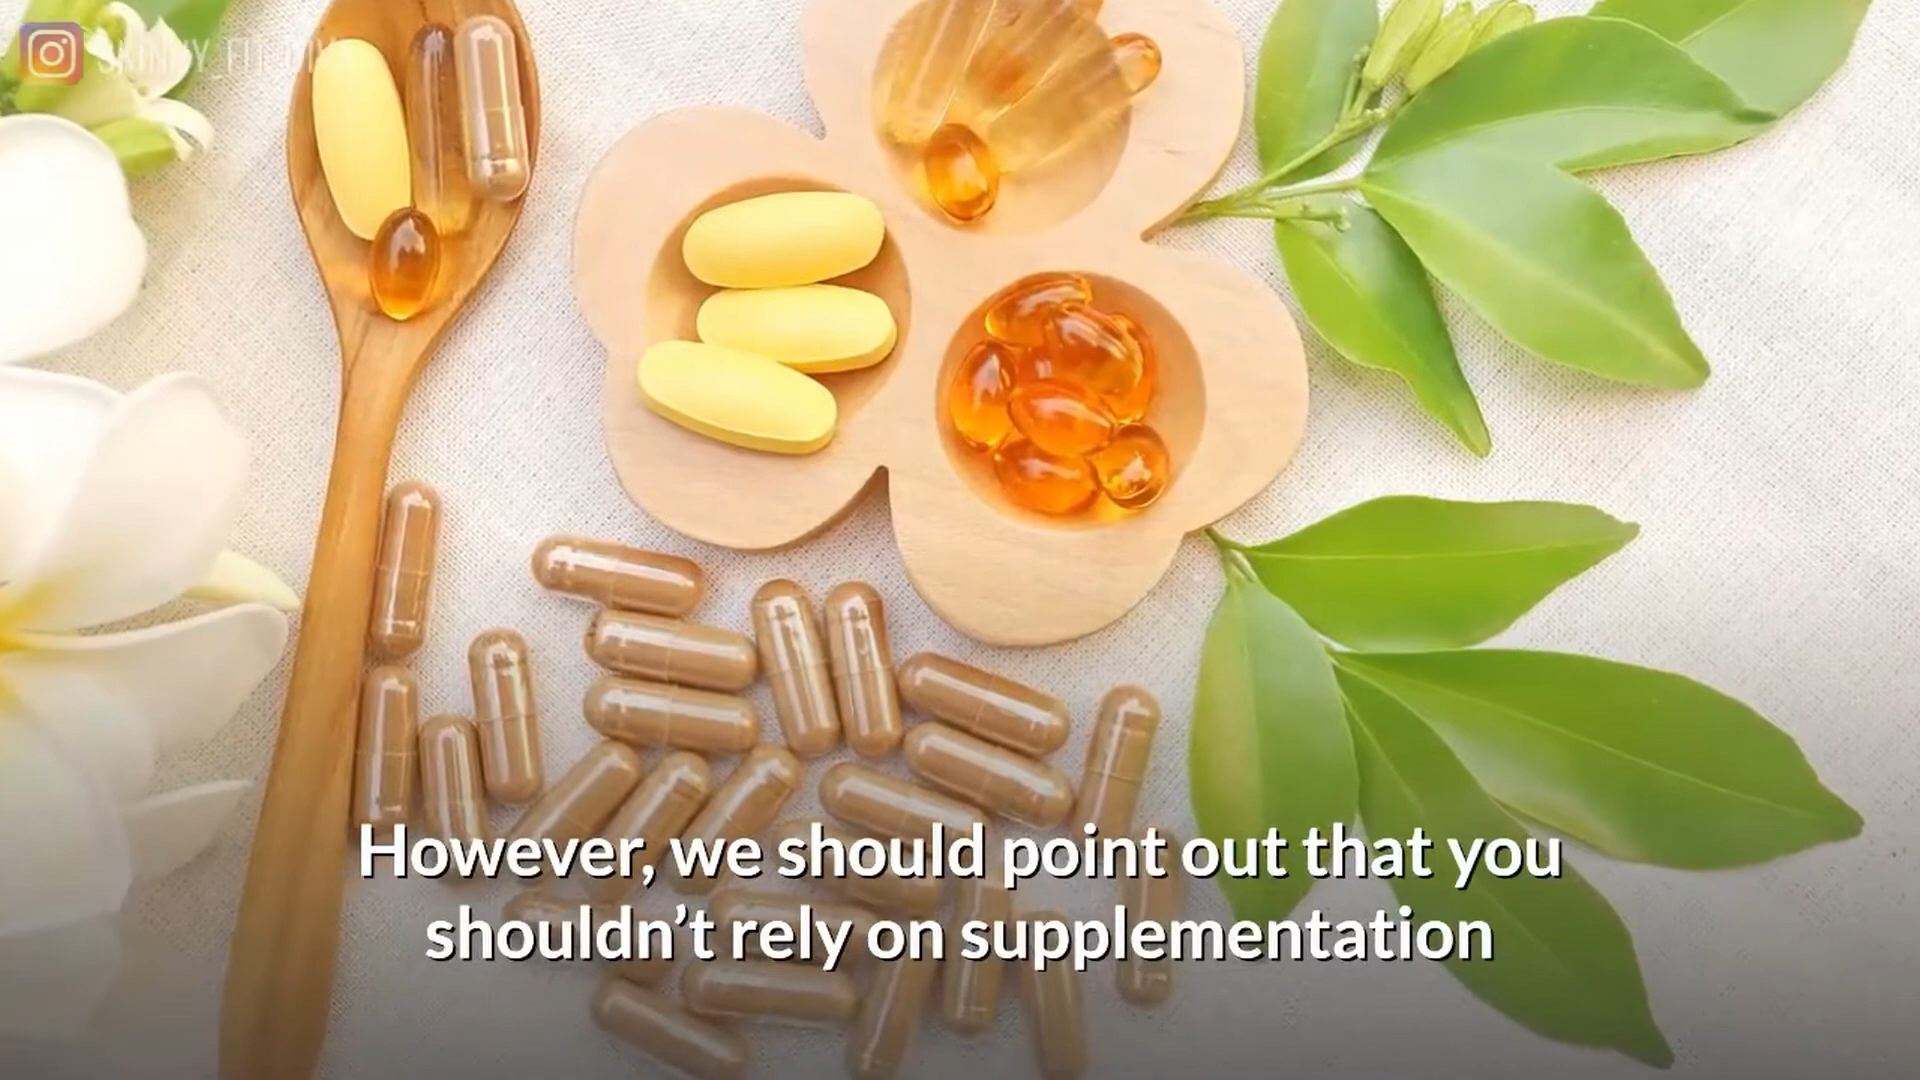 However, we should point out that you
shouldn't rely on supplementation